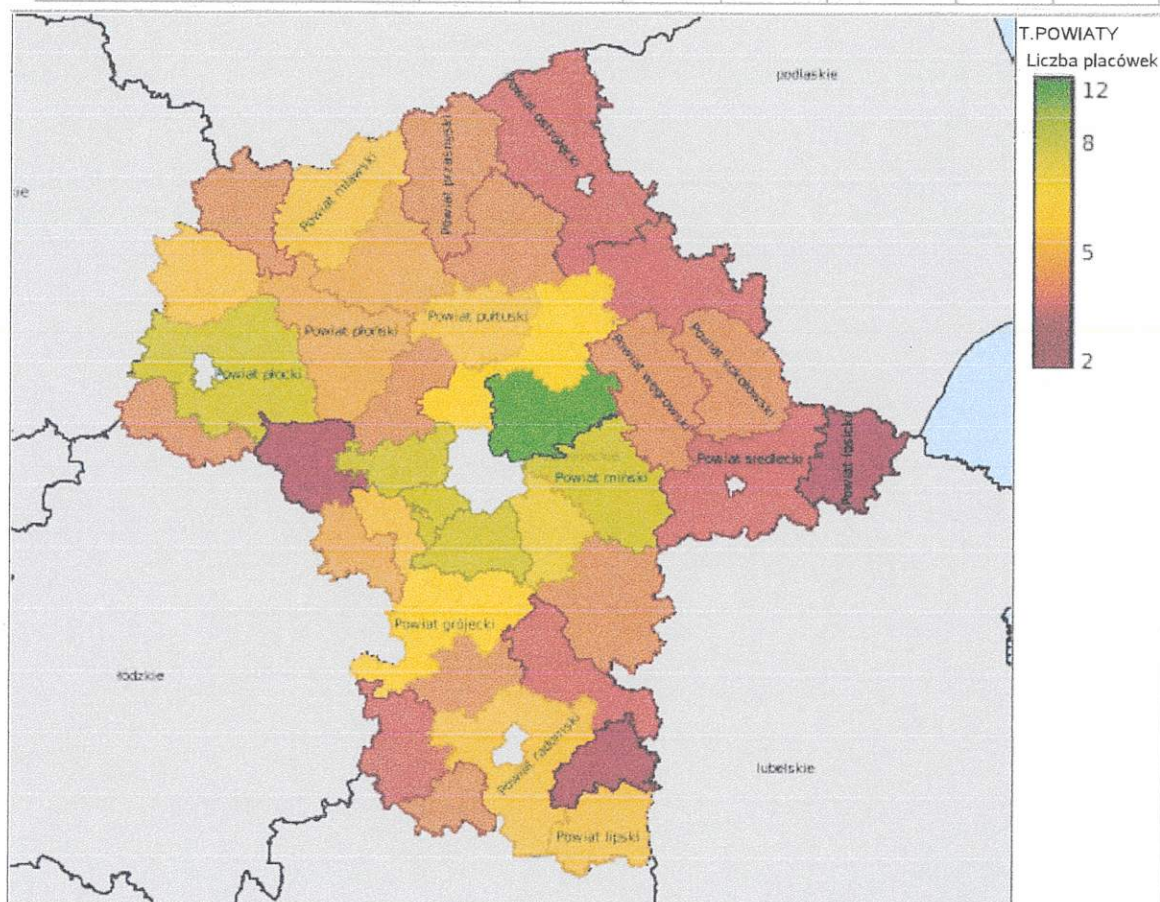 T.POWIATY
Liczba placówek
12
8
5
2
podlaskie
Powiat ostrołęcki
Powiat przasnyski
Powiat mławski
Powiat pułtuski
Powiat płoński
Powiat płocki
Powiat węgrowski
Powiat sokołowski
Powiat siedlecki
Powiat łosicki
Powiat miński
Powiat grójecki
łódzkie
Powiat radomski
lubelskie
Powiat lipski